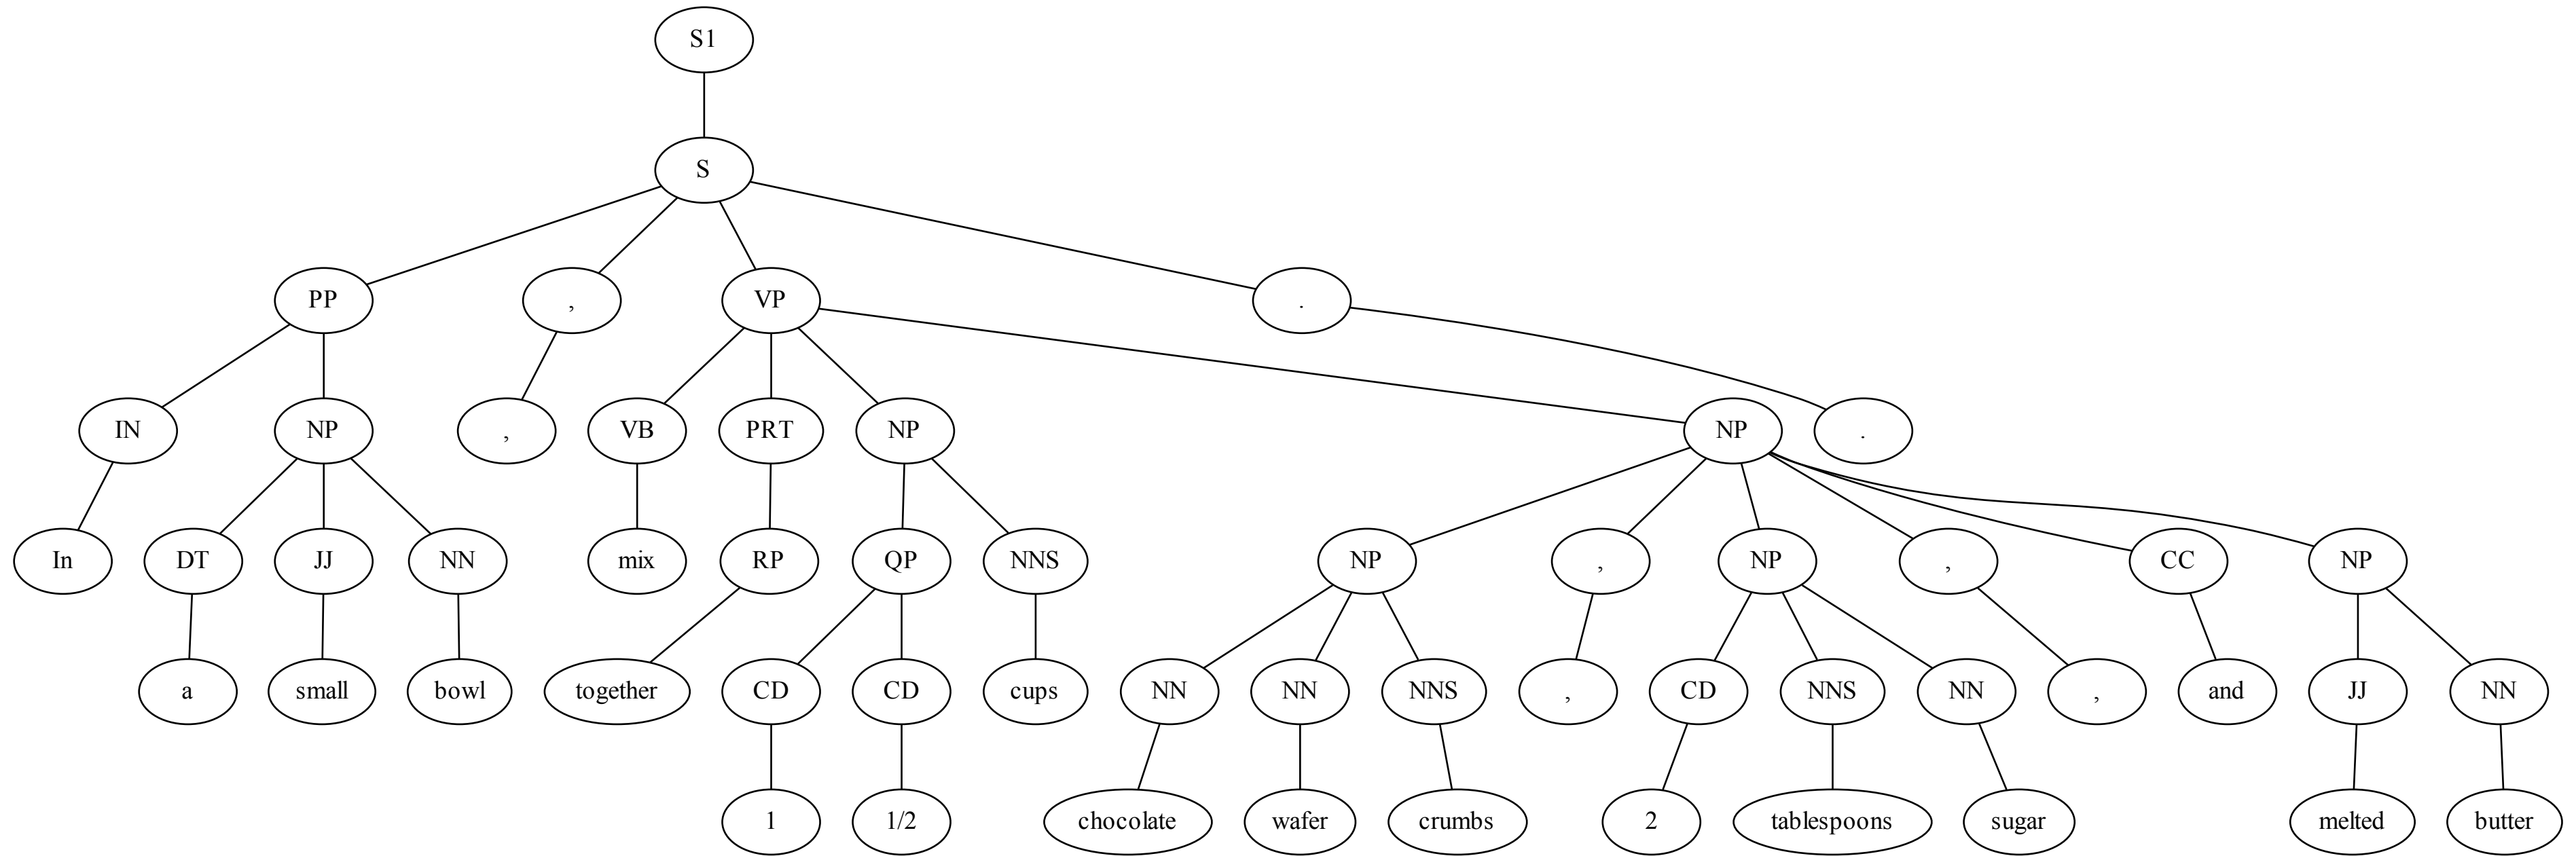 S1
S
PP , VP .
IN NP , VB PRT NP NP .
In DT JJ NN mix RP QP NNS NP , NP , CC NP
a small bowl together CD CD cups NN NN NNS , CD NNS NN , and JJ NN
1 1/2 chocolate wafer crumbs 2 tablespoons sugar melted butter